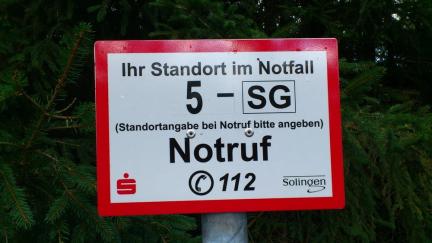 Ihr Standort im Notfall
5 – SG
(Standortangabe bei Notruf bitte angeben)
Notruf
112
Solingen